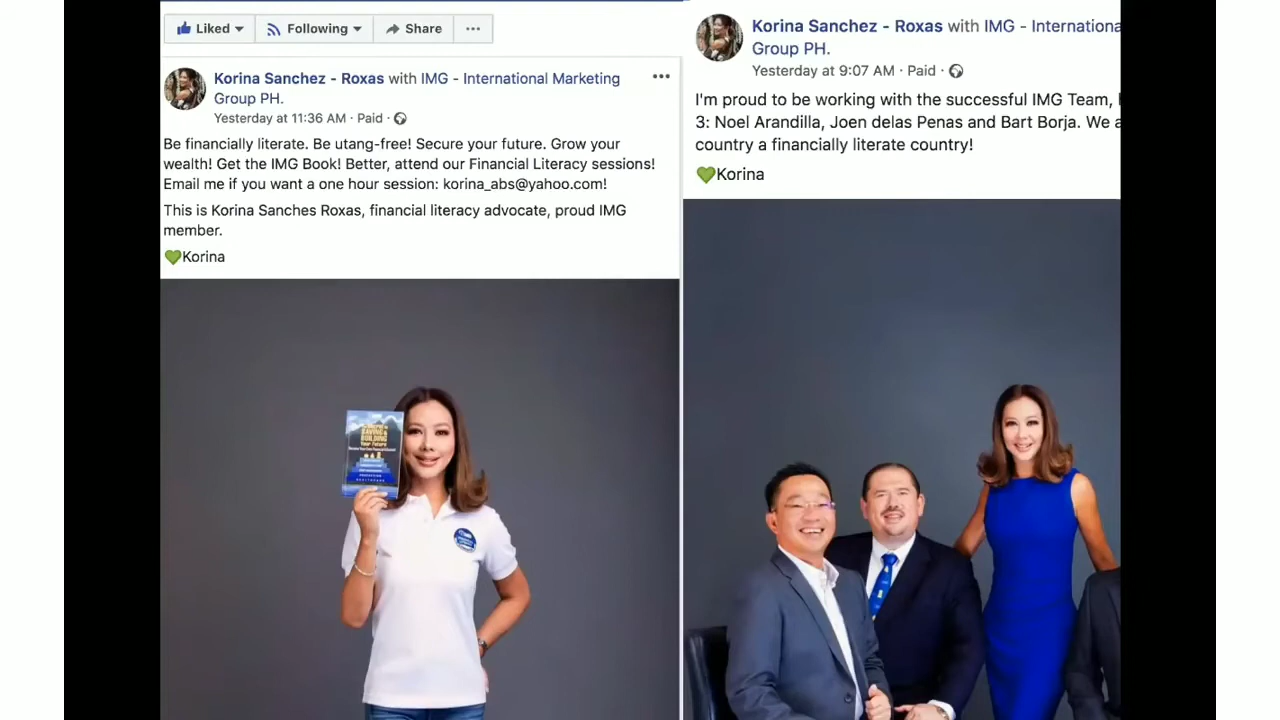 Liked
Following
Share
Korina Sanchez - Roxas with IMG - International Marketing
Group PH.
Yesterday at 11:36 AM · Paid ·
Be financially literate. Be utang-free! Secure your future. Grow your
wealth! Get the IMG Book! Better, attend our Financial Literacy sessions!
Email me if you want a one hour session: korina_abs@yahoo.com!
This is Korina Sanches Roxas, financial literacy advocate, proud IMG
member.
Korina
SAVING &
BUILDING
Your Future
Korina Sanchez - Roxas with IMG - Internationa
Group PH.
Yesterday at 9:07 AM · Paid ·
I'm proud to be working with the successful IMG Team,
3: Noel Arandilla, Joen delas Penas and Bart Borja. We a
country a financially literate country!
Korina